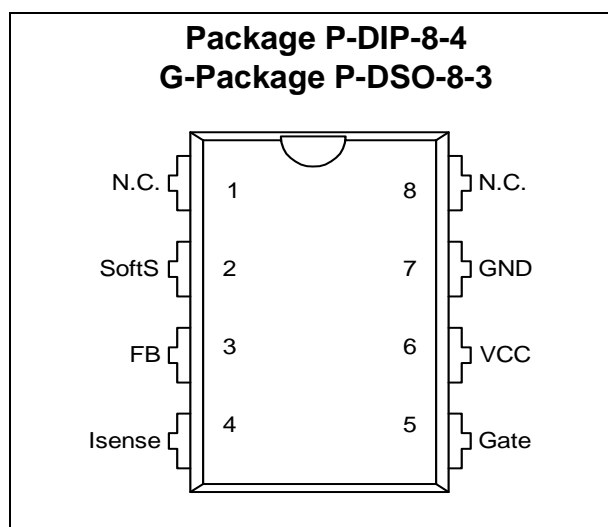 Package P-DIP-8-4
G-Package P-DSO-8-3
N.C. 1 8 N.C.
SoftS 2 7 GND
FB 3 6 VCC
Isense 4 5 Gate